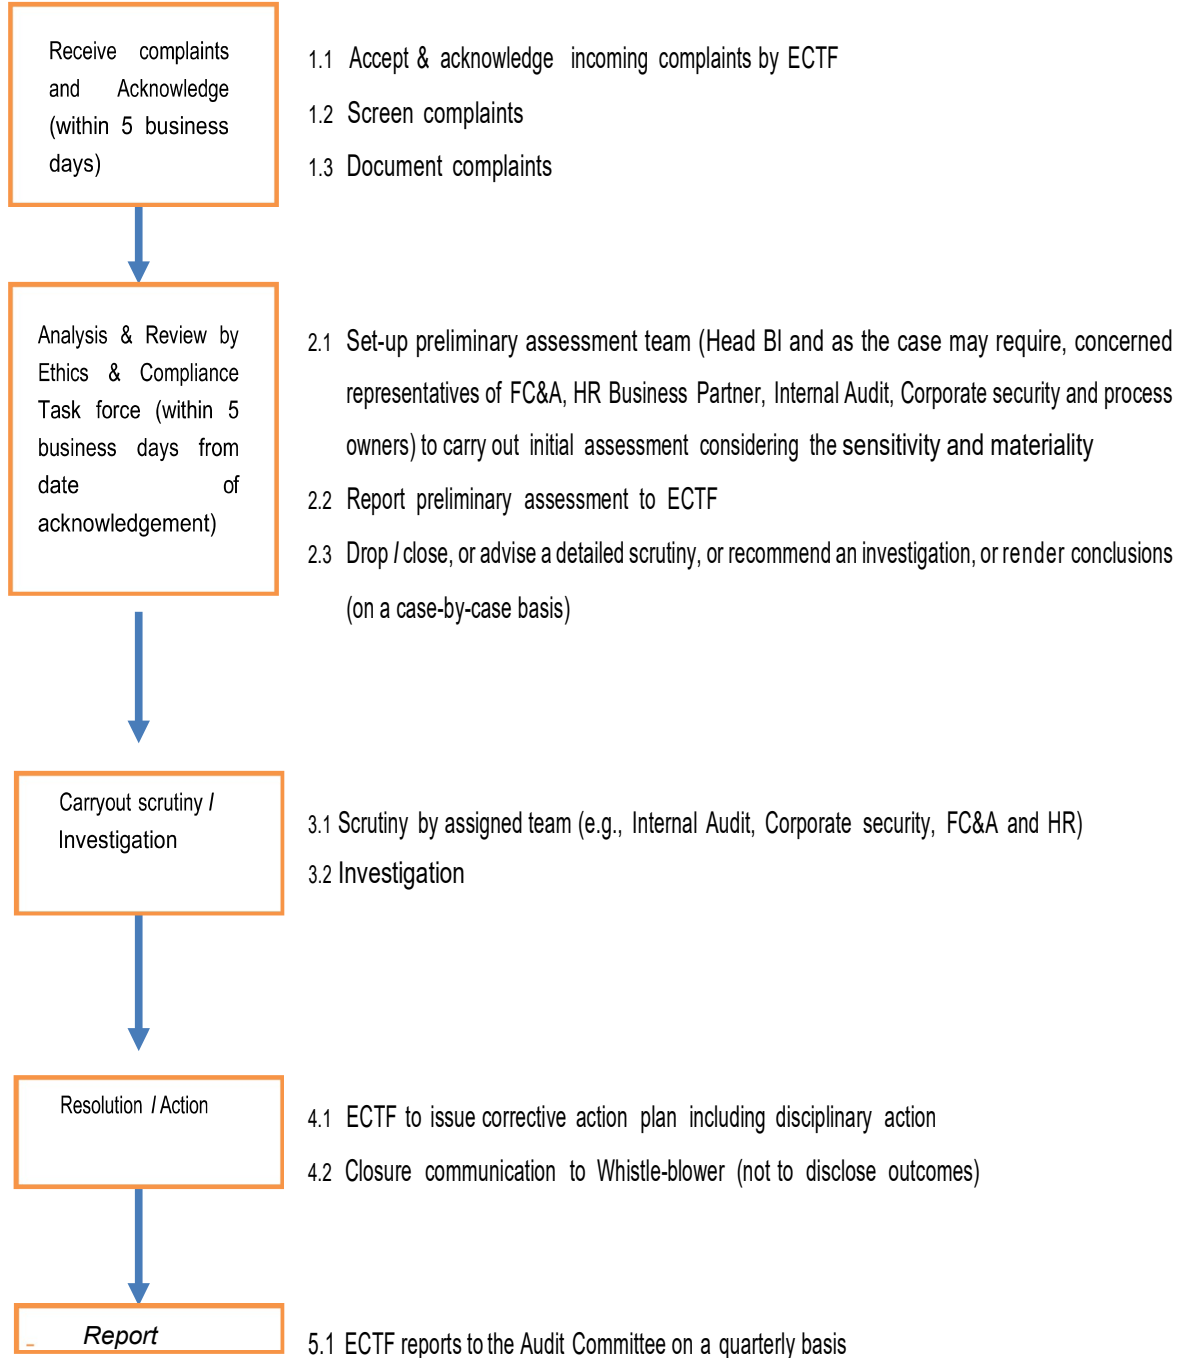 Receive complaints
and Acknowledge
(within 5 business
days)
1.1 Accept & acknowledge incoming complaints by ECTF
1.2 Screen complaints
1.3 Document complaints
Analysis & Review by
Ethics & Compliance
Task force (within 5
business days from
date of
acknowledgement)
2.1 Set-up preliminary assessment team (Head BI and as the case may require, concerned
representatives of FC&A, HR Business Partner, Internal Audit, Corporate security and process
owners) to carry out initial assessment considering the sensitivity and materiality
2.2 Report preliminary assessment to ECTF
2.3 Drop / close, or advise a detailed scrutiny, or recommend an investigation, or render conclusions
(on a case-by-case basis)
Carryout scrutiny /
Investigation
3.1 Scrutiny by assigned team (e.g., Internal Audit, Corporate security, FC&A and HR)
3.2 Investigation
Resolution / Action
4.1 ECTF to issue corrective action plan including disciplinary action
4.2 Closure communication to Whistle-blower (not to disclose outcomes)
Report
5.1 ECTF reports to the Audit Committee on a quarterly basis